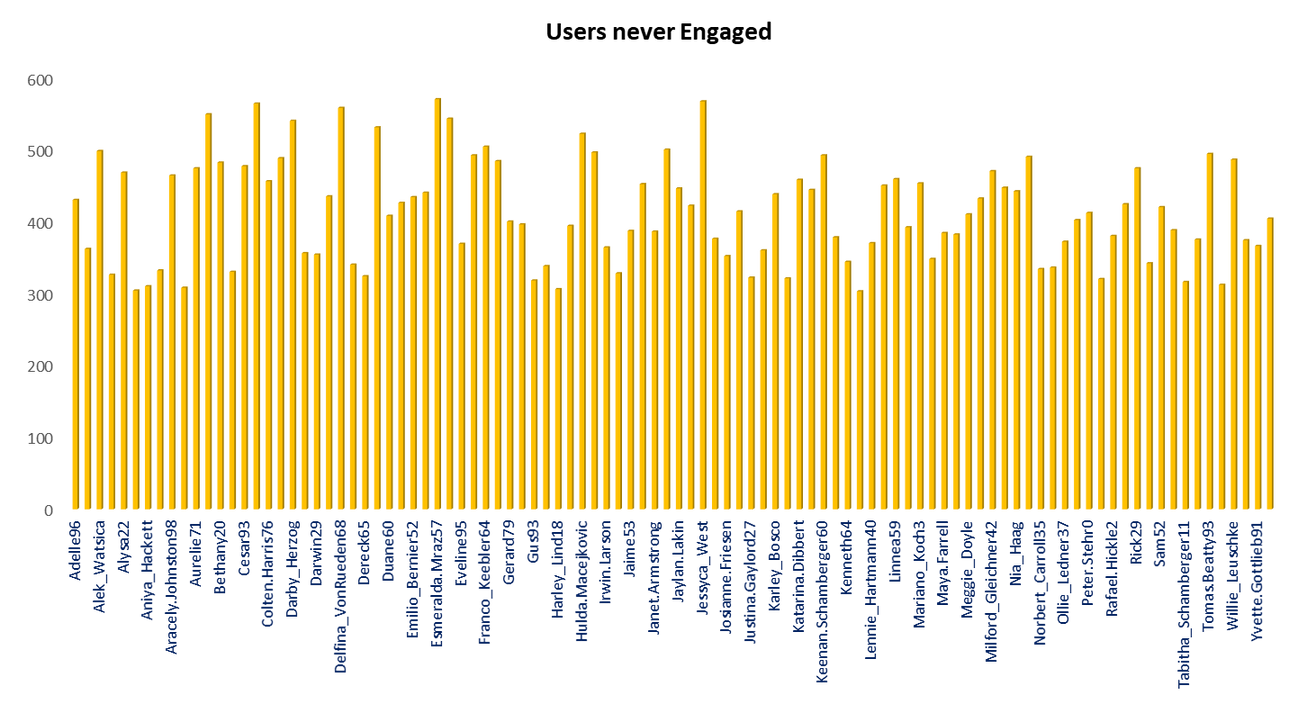 Users never Engaged
600
500
400
300
200
100
0
Adelle96
Alek_Watsica
Alysa22
Aniya_Hackett
Aracely.Johnston98
Aurelie71
Bethany20
Cesar93
Colten.Harris76
Darby_Herzog
Darwin29
Delfina_VonRueden68
Dereck65
Duane60
Emilio_Bernier52
Esmeralda.Mraz57
Eveline95
Franco_Keebler64
Gerard79
Gus93
Harley_Lind18
Hulda.Macejkovic
Irwin.Larson
Jaime53
Janet.Armstrong
Jaylan.Lakin
Jessyca_West
Josianne.Friesen
Justina.Gaylord27
Karley_Bosco
Katarina.Dibbert
Keenan.Schamberger60
Kenneth64
Lennie_Hartmann40
Linnea59
Mariano_Koch3
Maya.Farrell
Meggie_Doyle
Milford_Gleichner42
Nia_Haag
Norbert_Carroll35
Ollie_Ledner37
Peter.Stehr0
Rafael.Hickle2
Rick29
Sam52
Tabitha_Schamberger11
Tomas.Beatty93
Willie_Leuschke
Yvette.Gottlieb91